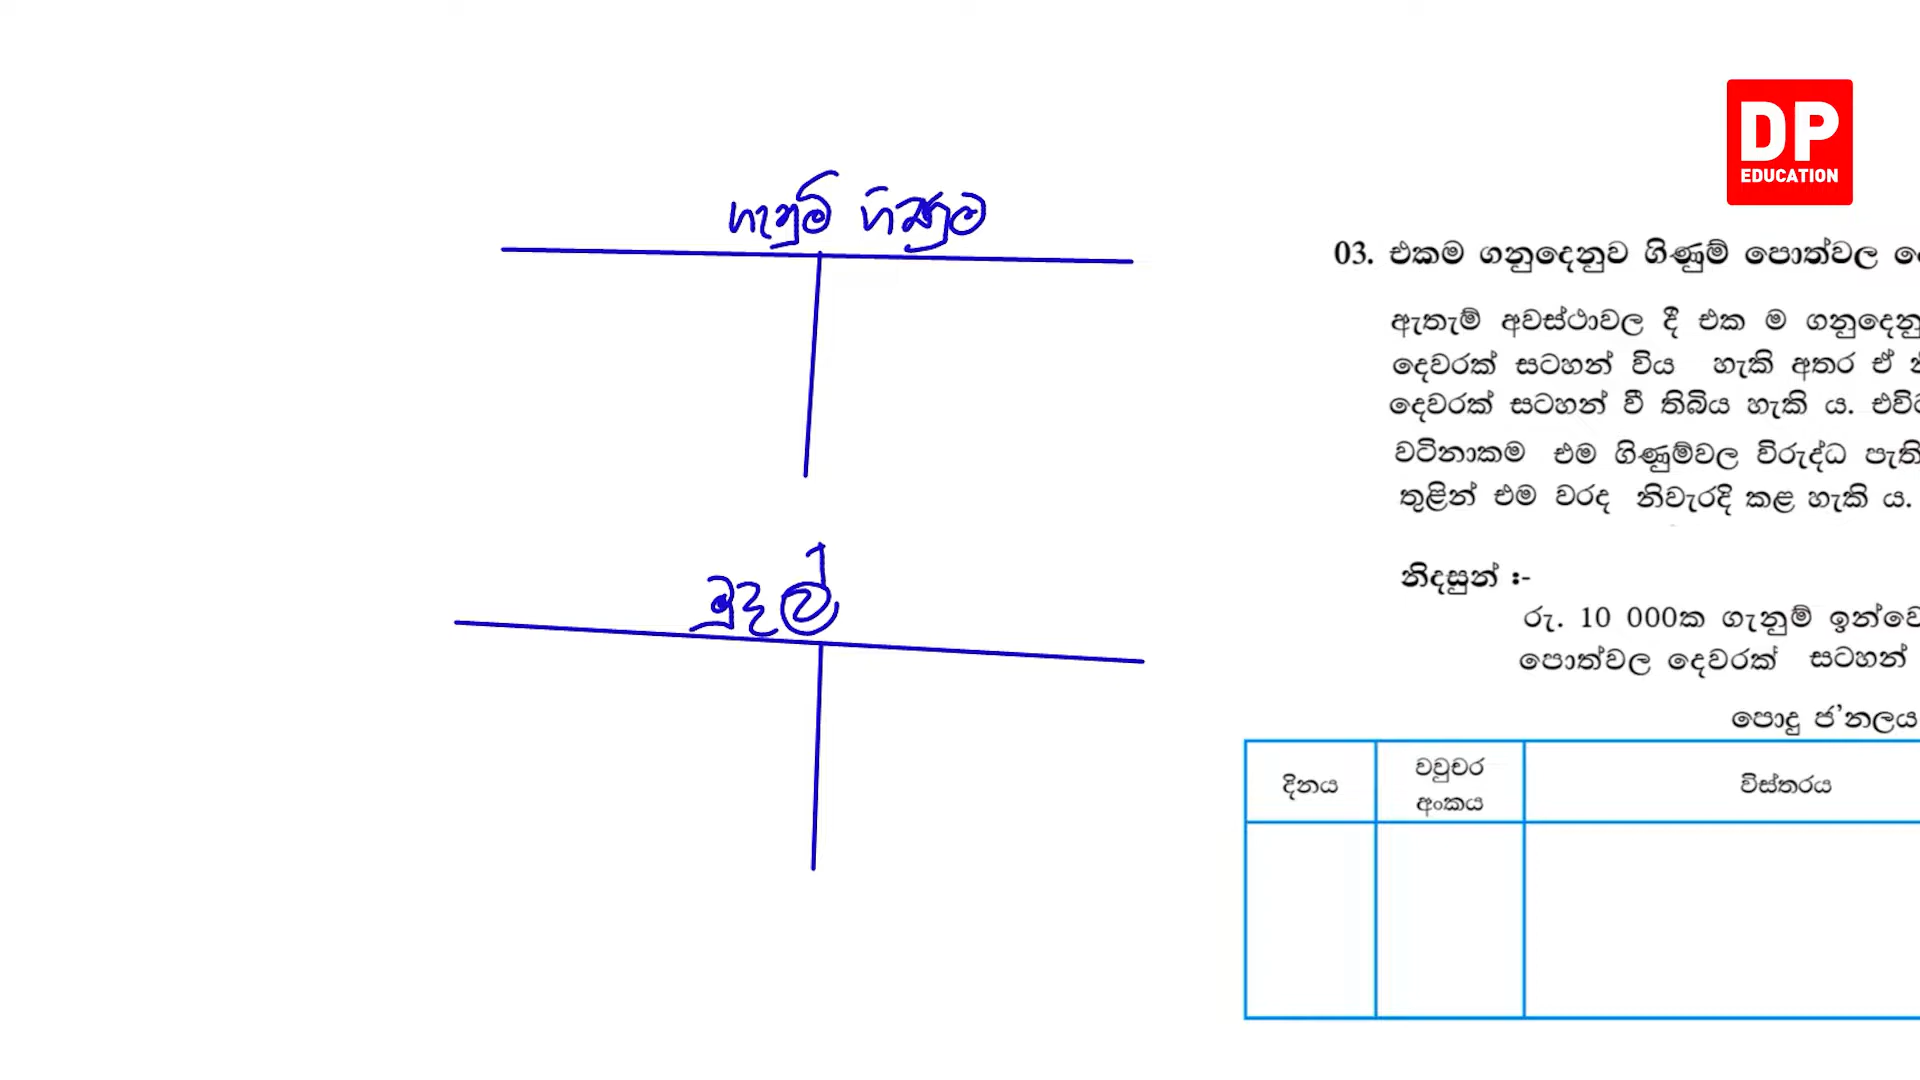 DP
EDUCATION
ගැනුම් ගිණුම
මුදල්
03. එකම ගනුදෙනුව ගිණුම් පොත්වල
ඇතැම් අවස්ථාවල දී එක ම ගනුදෙනු
දෙවරක් සටහන් විය හැකි අතර ඒ
දෙවරක් සටහන් වී තිබිය හැකි ය.
වටිනාකම එම ගිණුම්වල විරුද්ධ
තුළින් එම වරද නිවැරදි කළ හැකි ය.
නිදසුන් :-
රු. 10 000ක ගැනුම්
පොත්වල දෙවරක් සටහන්
පොදු ජ'නලය
දිනය
වවුචර
අංකය
විස්තරය